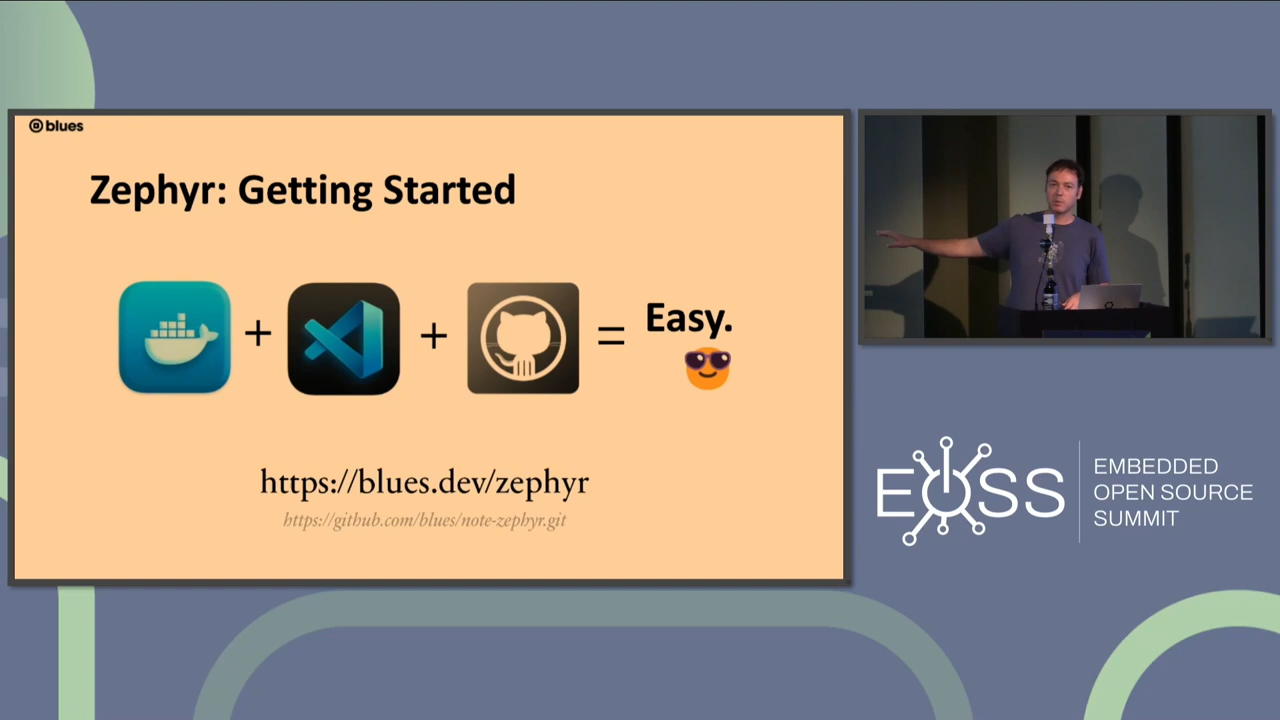 blues
Zephyr: Getting Started
+ + = Easy.
https://blues.dev/zephyr
https://github.com/blues/note-zephyr.git
EOSS
EMBEDDED
OPEN SOURCE
SUMMIT